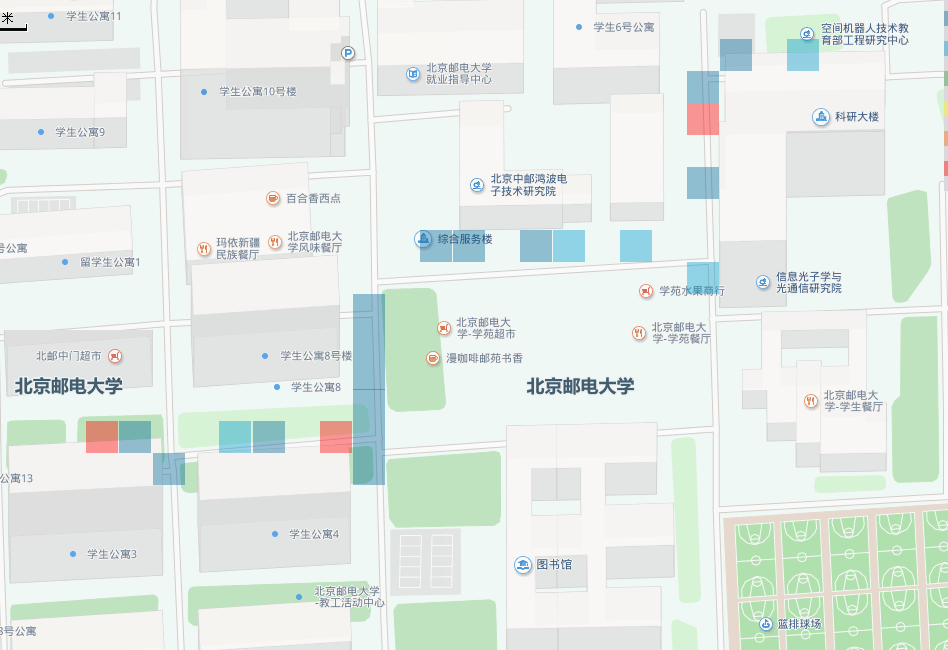 米
学生公寓11
学生6号公寓
空间机器人技术教
育部工程研究中心
P
北京邮电大学
就业指导中心
学生公寓10号楼
科研大楼
学生公寓9
北京中邮鸿波电
子技术研究院
百合香西点
玛依新疆
民族餐厅
北京邮电大
学风味餐厅
综合服务楼
号公寓
留学生公寓1
信息光子学与
光通信研究院
学苑水果商行
北京邮电大
学-学苑超市
北京邮电大
学-学苑餐厅
北邮中门超市
学生公寓8号楼
漫咖啡邮苑书香
北京邮电大学
学生公寓8
北京邮电大学
北京邮电大
学-学生餐厅
公寓13
学生公寓4
学生公寓3
图书馆
北京邮电大学
-教工活动中心
8号公寓
蓝排球场